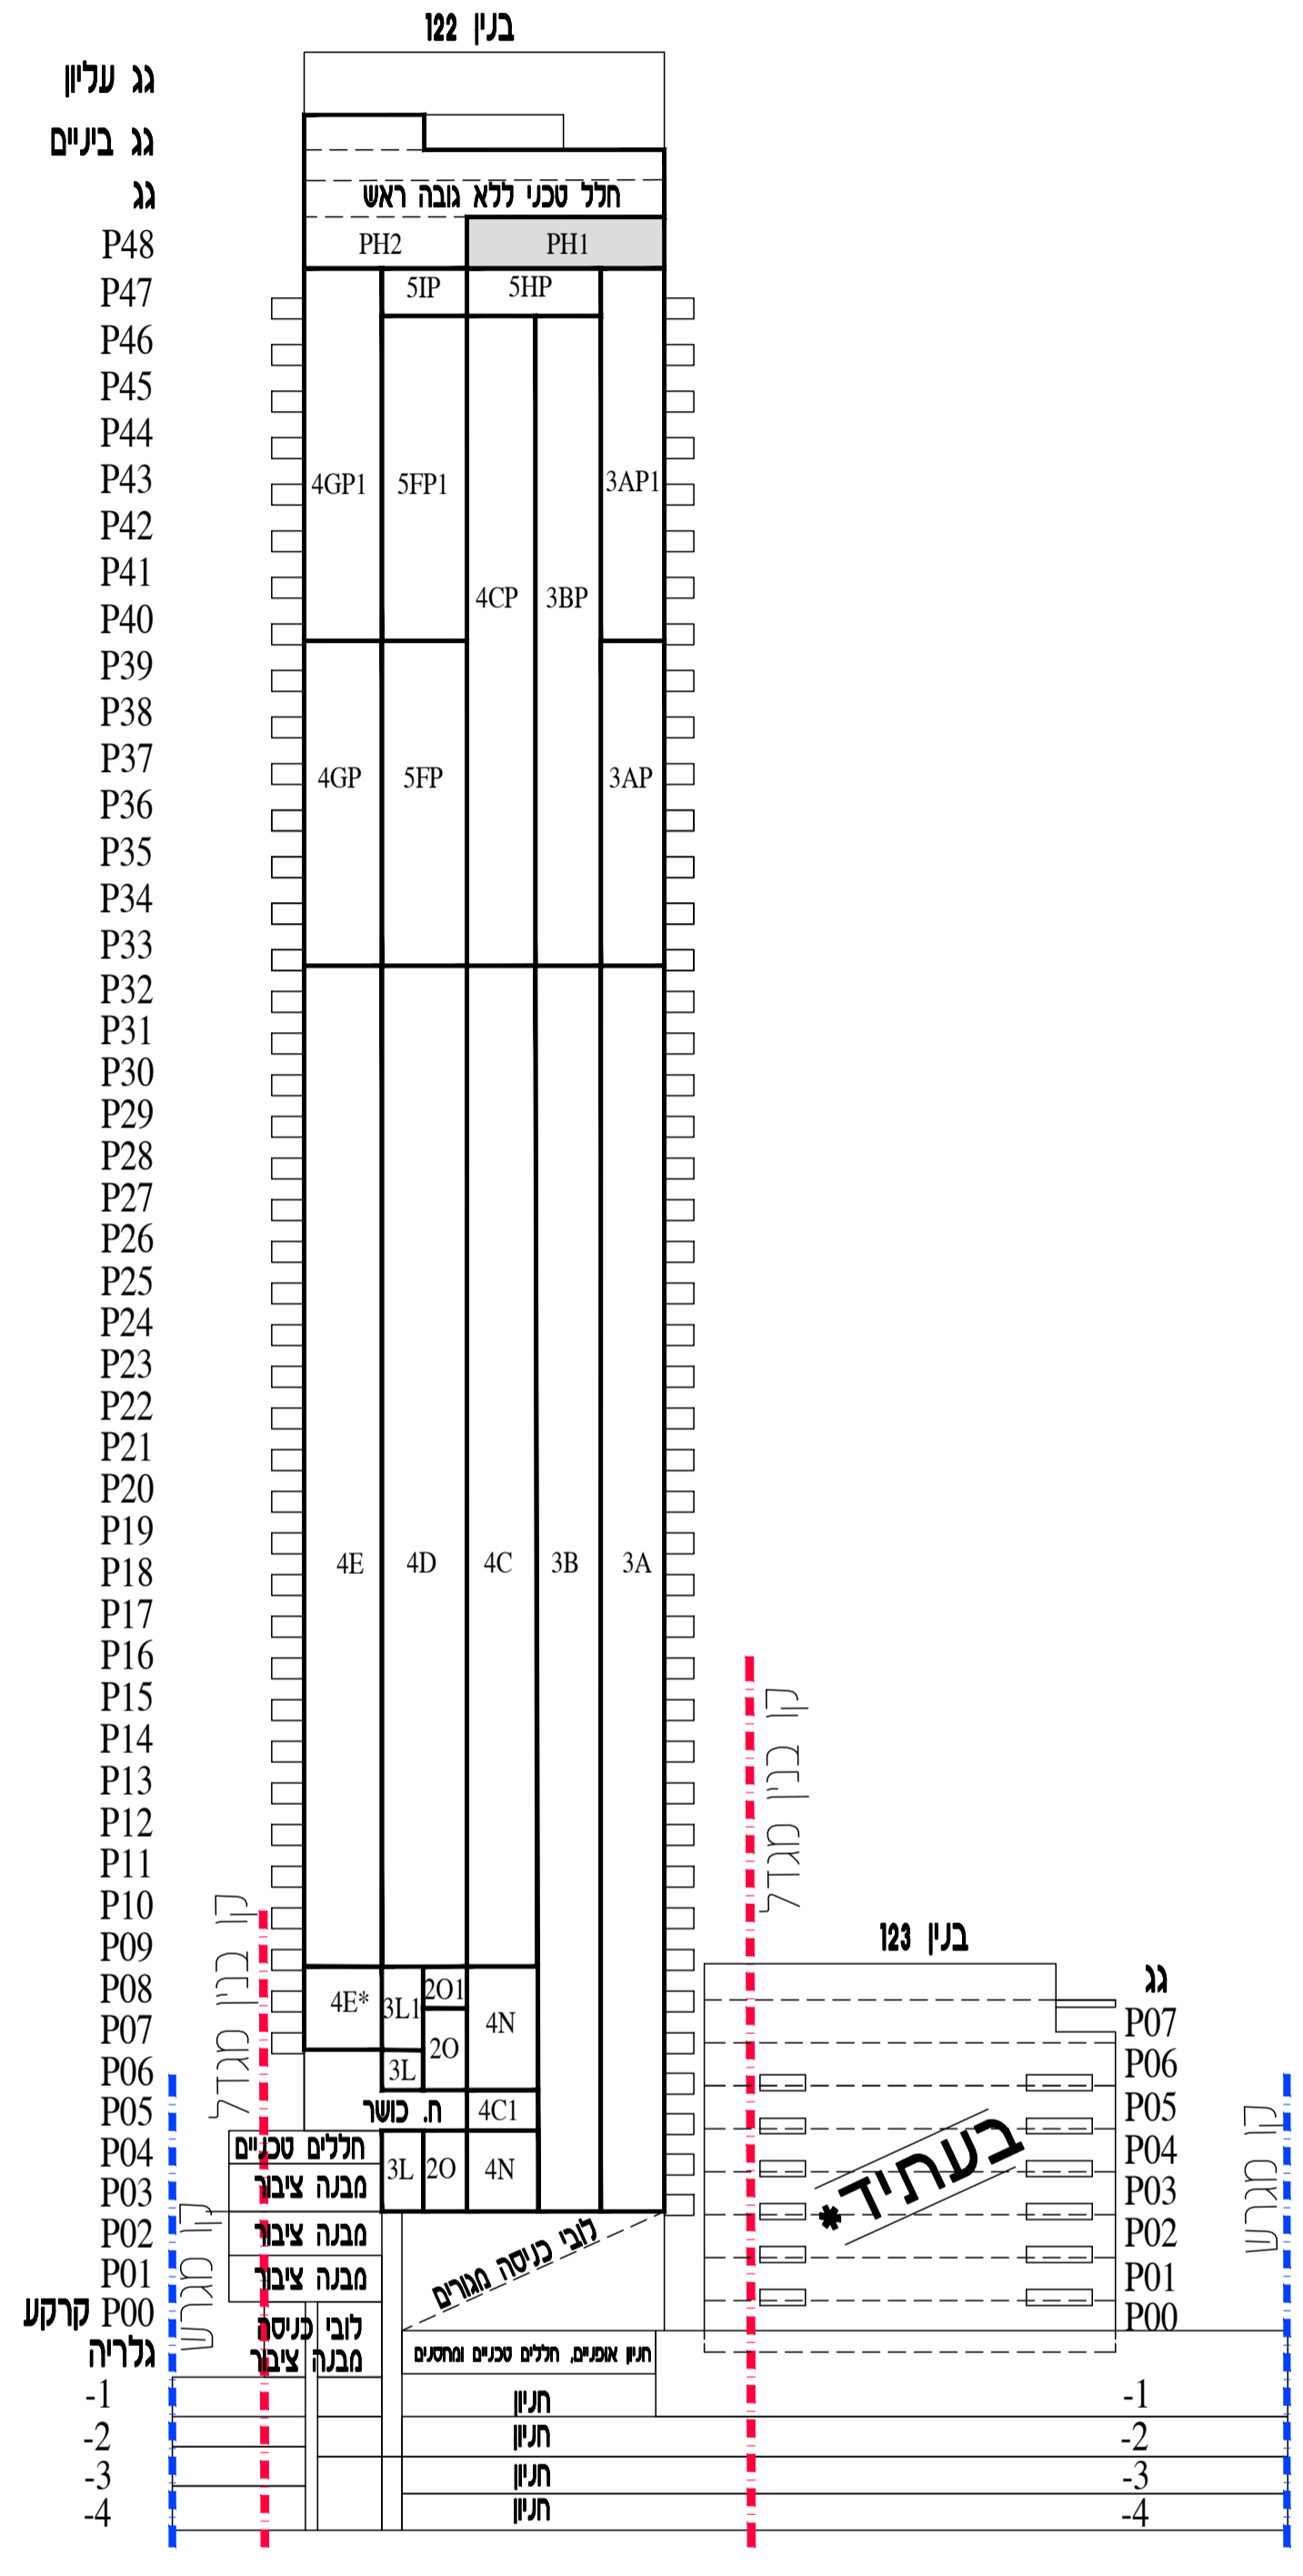 בנין 122
גג עליון
גג ביניים
גג
חלל טכני ללא גובה ראש
P48
PH2
PH1
P47
5IP
5HP
P46
P45
P44
P43
4GP1
5FP1
3AP1
P42
P41
4CP
3BP
P40
P39
P38
P37
4GP
5FP
3AP
P36
P35
P34
P33
P32
P31
P30
P29
P28
P27
P26
P25
P24
P23
P22
P21
P20
P19
P18
4E
4D
4C
3B
3A
P17
P16
P15
P14
P13
P12
P11
P10
P09
P08
4E*
3L1
2O1
4N
P07
2O
P06
3L
P05
ח. כושר
4C1
P04
חללים טכניים
3L
2O
4N
P03
מבנה ציבור
P02
מבנה ציבור
P01
מבנה ציבור
לובי כניסה מגורים
קרקע P00
לובי כניסה
מבנה ציבור
גלריה
חניון אופניים, חללים טכניים ומחסנים
-1
חניון
-1
-2
חניון
-2
-3
חניון
-3
-4
חניון
-4
קו בנין מגדל
קו בנין מגדל
קו מגרש
קו מגרש
בנין 123
גג
P07
P06
P05
P04
P03
P02
P01
P00
בעתיד*